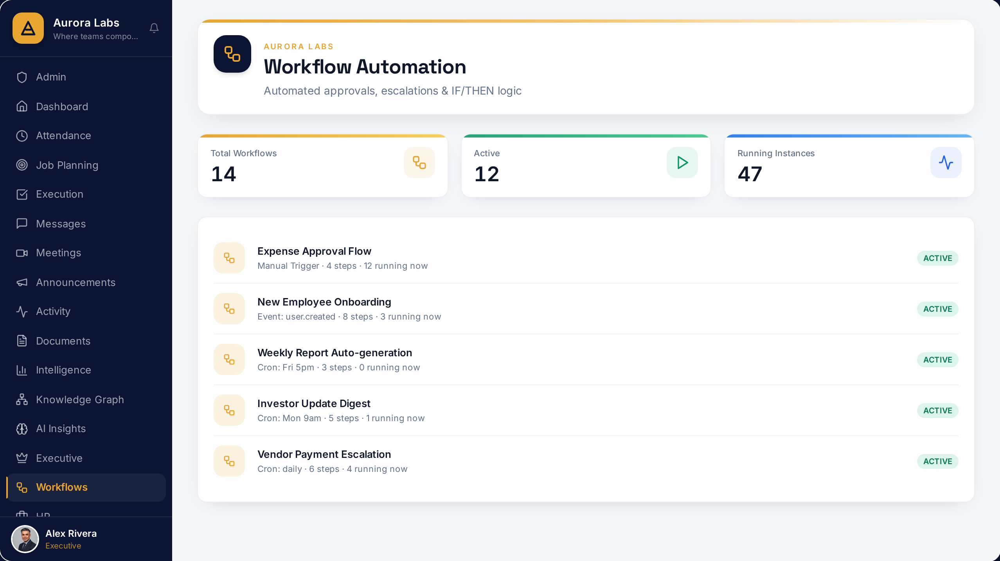 Aurora Labs
Where teams compo...
Admin
Dashboard
Attendance
Job Planning
Execution
Messages
Meetings
Announcements
Activity
Documents
Intelligence
Knowledge Graph
AI Insights
Executive
Workflows
HR
Alex Rivera
Executive
AURORA LABS
Workflow Automation
Automated approvals, escalations & IF/THEN logic
Total Workflows
14
Active
12
Running Instances
47
Expense Approval Flow
Manual Trigger · 4 steps · 12 running now
ACTIVE
New Employee Onboarding
Event: user.created · 8 steps · 3 running now
ACTIVE
Weekly Report Auto-generation
Cron: Fri 5pm · 3 steps · 0 running now
ACTIVE
Investor Update Digest
Cron: Mon 9am · 5 steps · 1 running now
ACTIVE
Vendor Payment Escalation
Cron: daily · 6 steps · 4 running now
ACTIVE